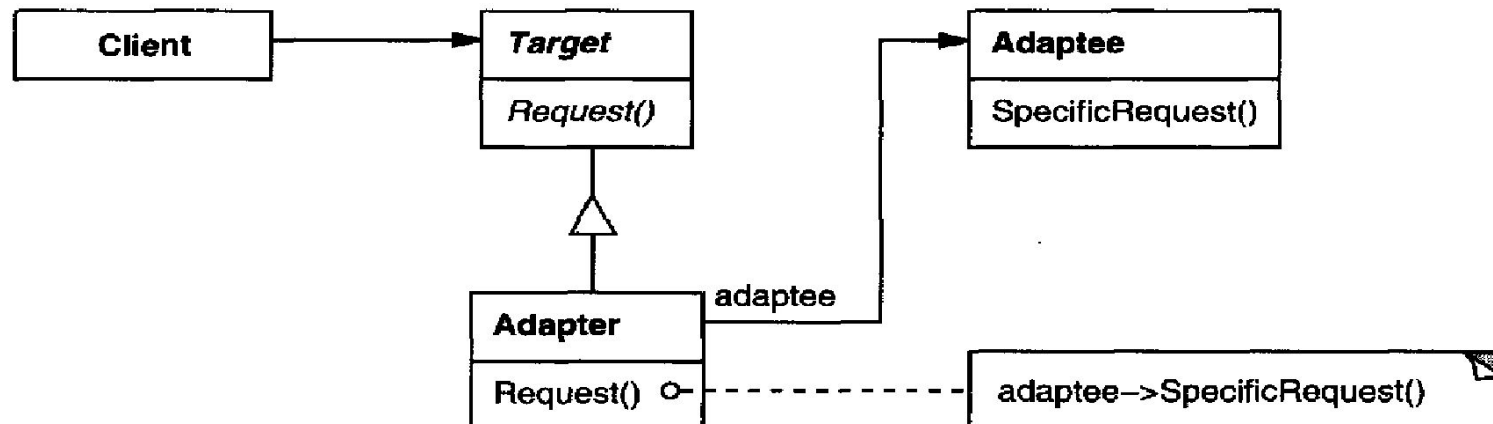 Client
Target
Request()
Adaptee
SpecificRequest()
adaptee
Adapter
Request()
adaptee->SpecificRequest()